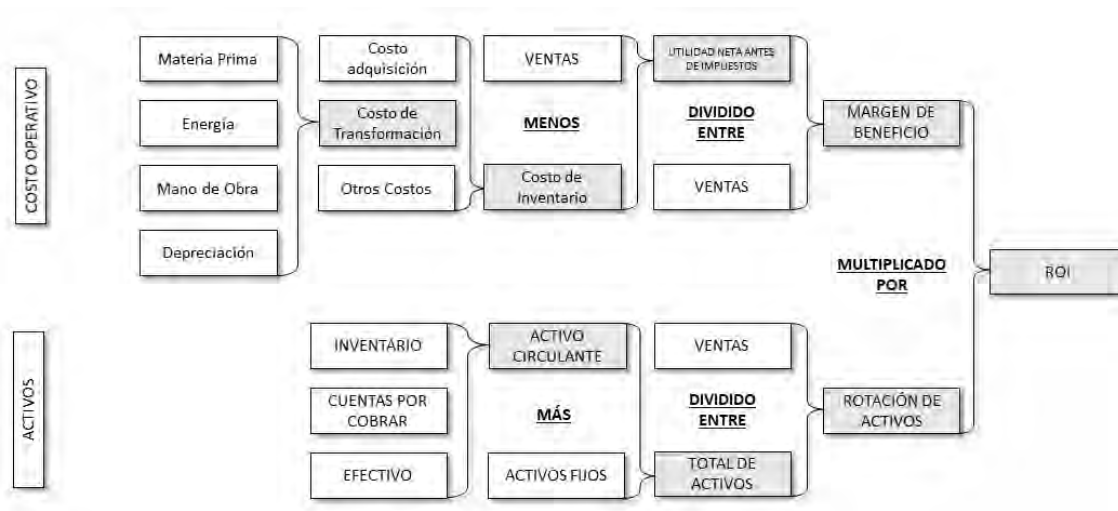 COSTO OPERATIVO
Materia Prima
Energía
Mano de Obra
Depreciación
Costo
adquisición
Costo de
Transformación
Otros Costos
VENTAS
MENOS
Costo de
Inventario
UTILIDAD NETA ANTES
DE IMPUESTOS
DIVIDIDO
ENTRE
VENTAS
MARGEN DE
BENEFICIO
MULTIPLICADO
POR
ROI
ACTIVOS
INVENTARIO
CUENTAS POR
COBRAR
EFECTIVO
ACTIVO
CIRCULANTE
MÁS
ACTIVOS FIJOS
VENTAS
DIVIDIDO
ENTRE
TOTAL DE
ACTIVOS
ROTACIÓN DE
ACTIVOS